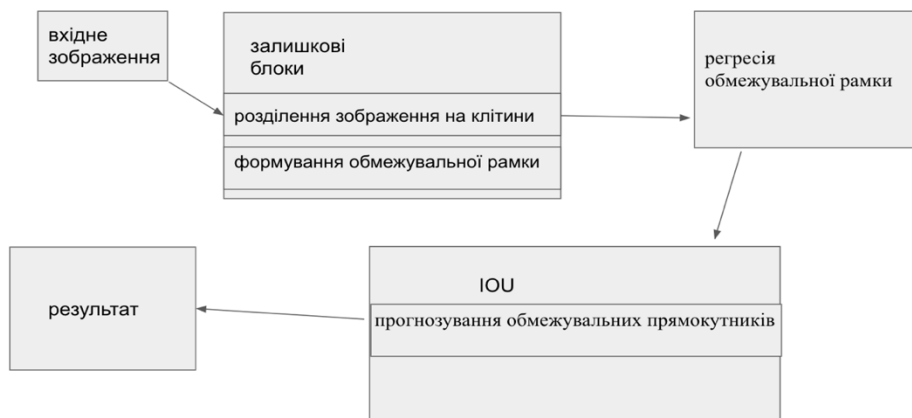 вхідне
зображення
залишкові
блоки
розділення зображення на клітини
формування обмежувальної рамки
регресія
обмежувальної рамки
IOU
прогнозування обмежувальних прямокутників
результат